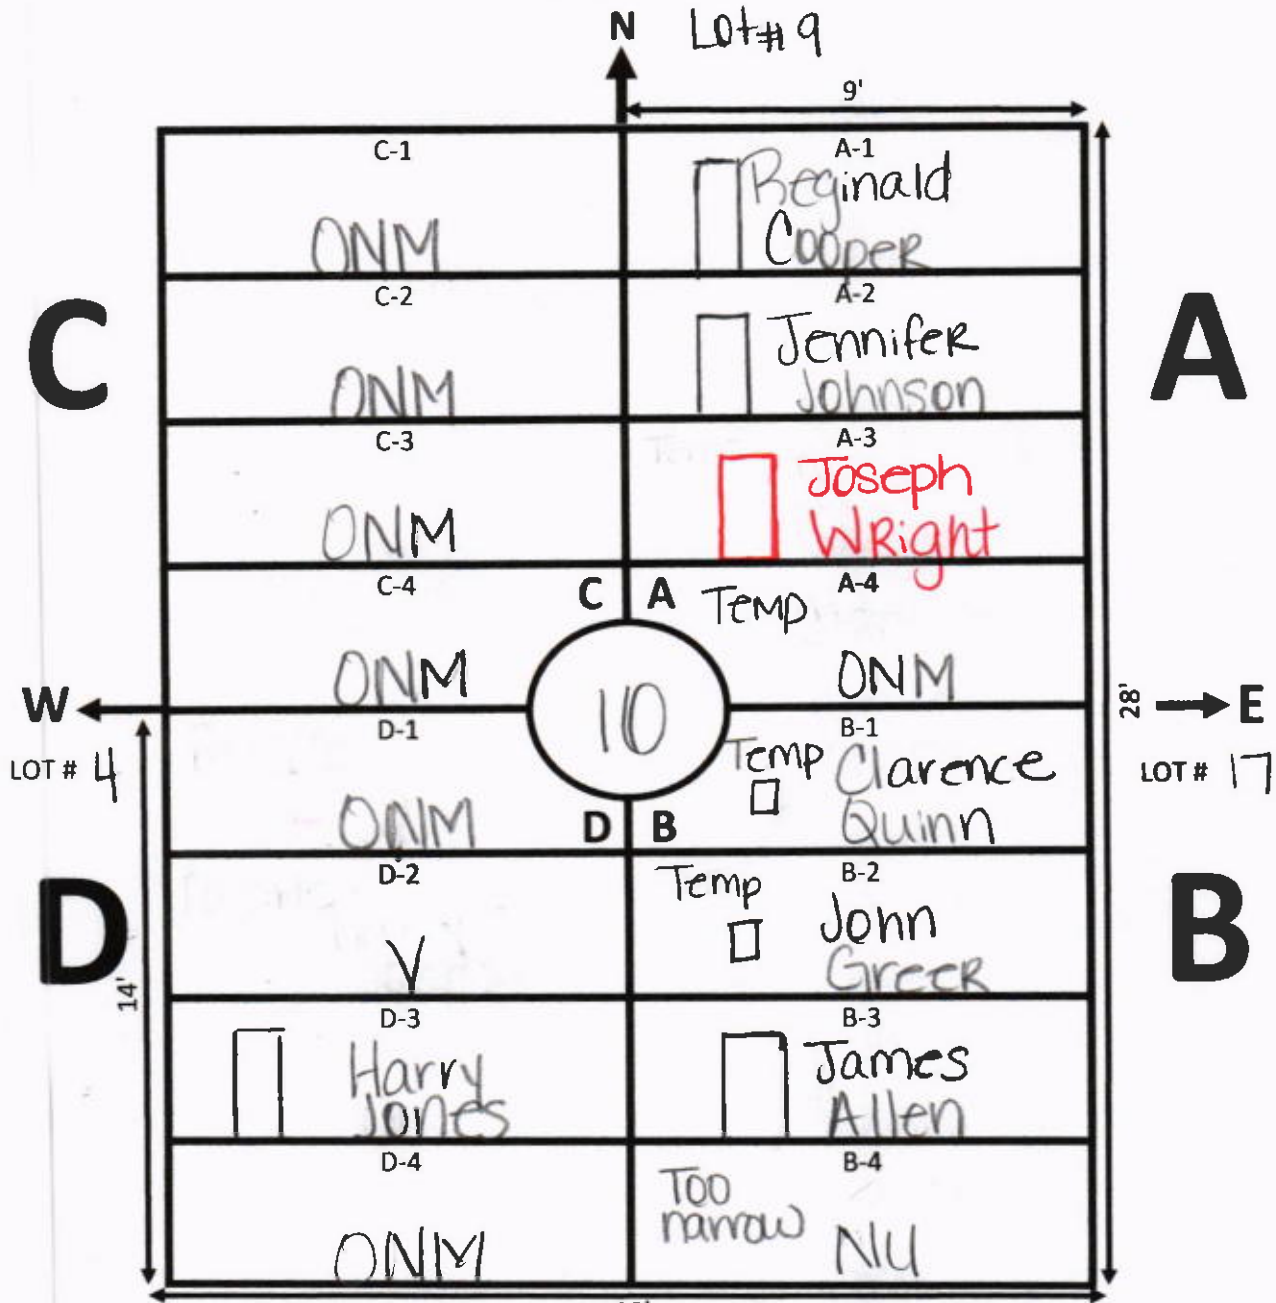 N Lot# 9
9'
C-1
ONM
A-1
Reginald
Cooper
C-2
ONM
A-2
Jennifer
Johnson
C
A
C-3
ONM
A-3
Joseph
Wright
C-4
ONM
C A
Temp
A-4
ONM
10
W
LOT # 4
28'
E
LOT # 17
D-1
ONM
D B
B-1
Temp
Clarence
Quinn
D-2
V
B-2
Temp
John
Greer
D
14'
B
D-3
Harry
Jones
B-3
James
Allen
D-4
ONM
B-4
Too
narrow
NU